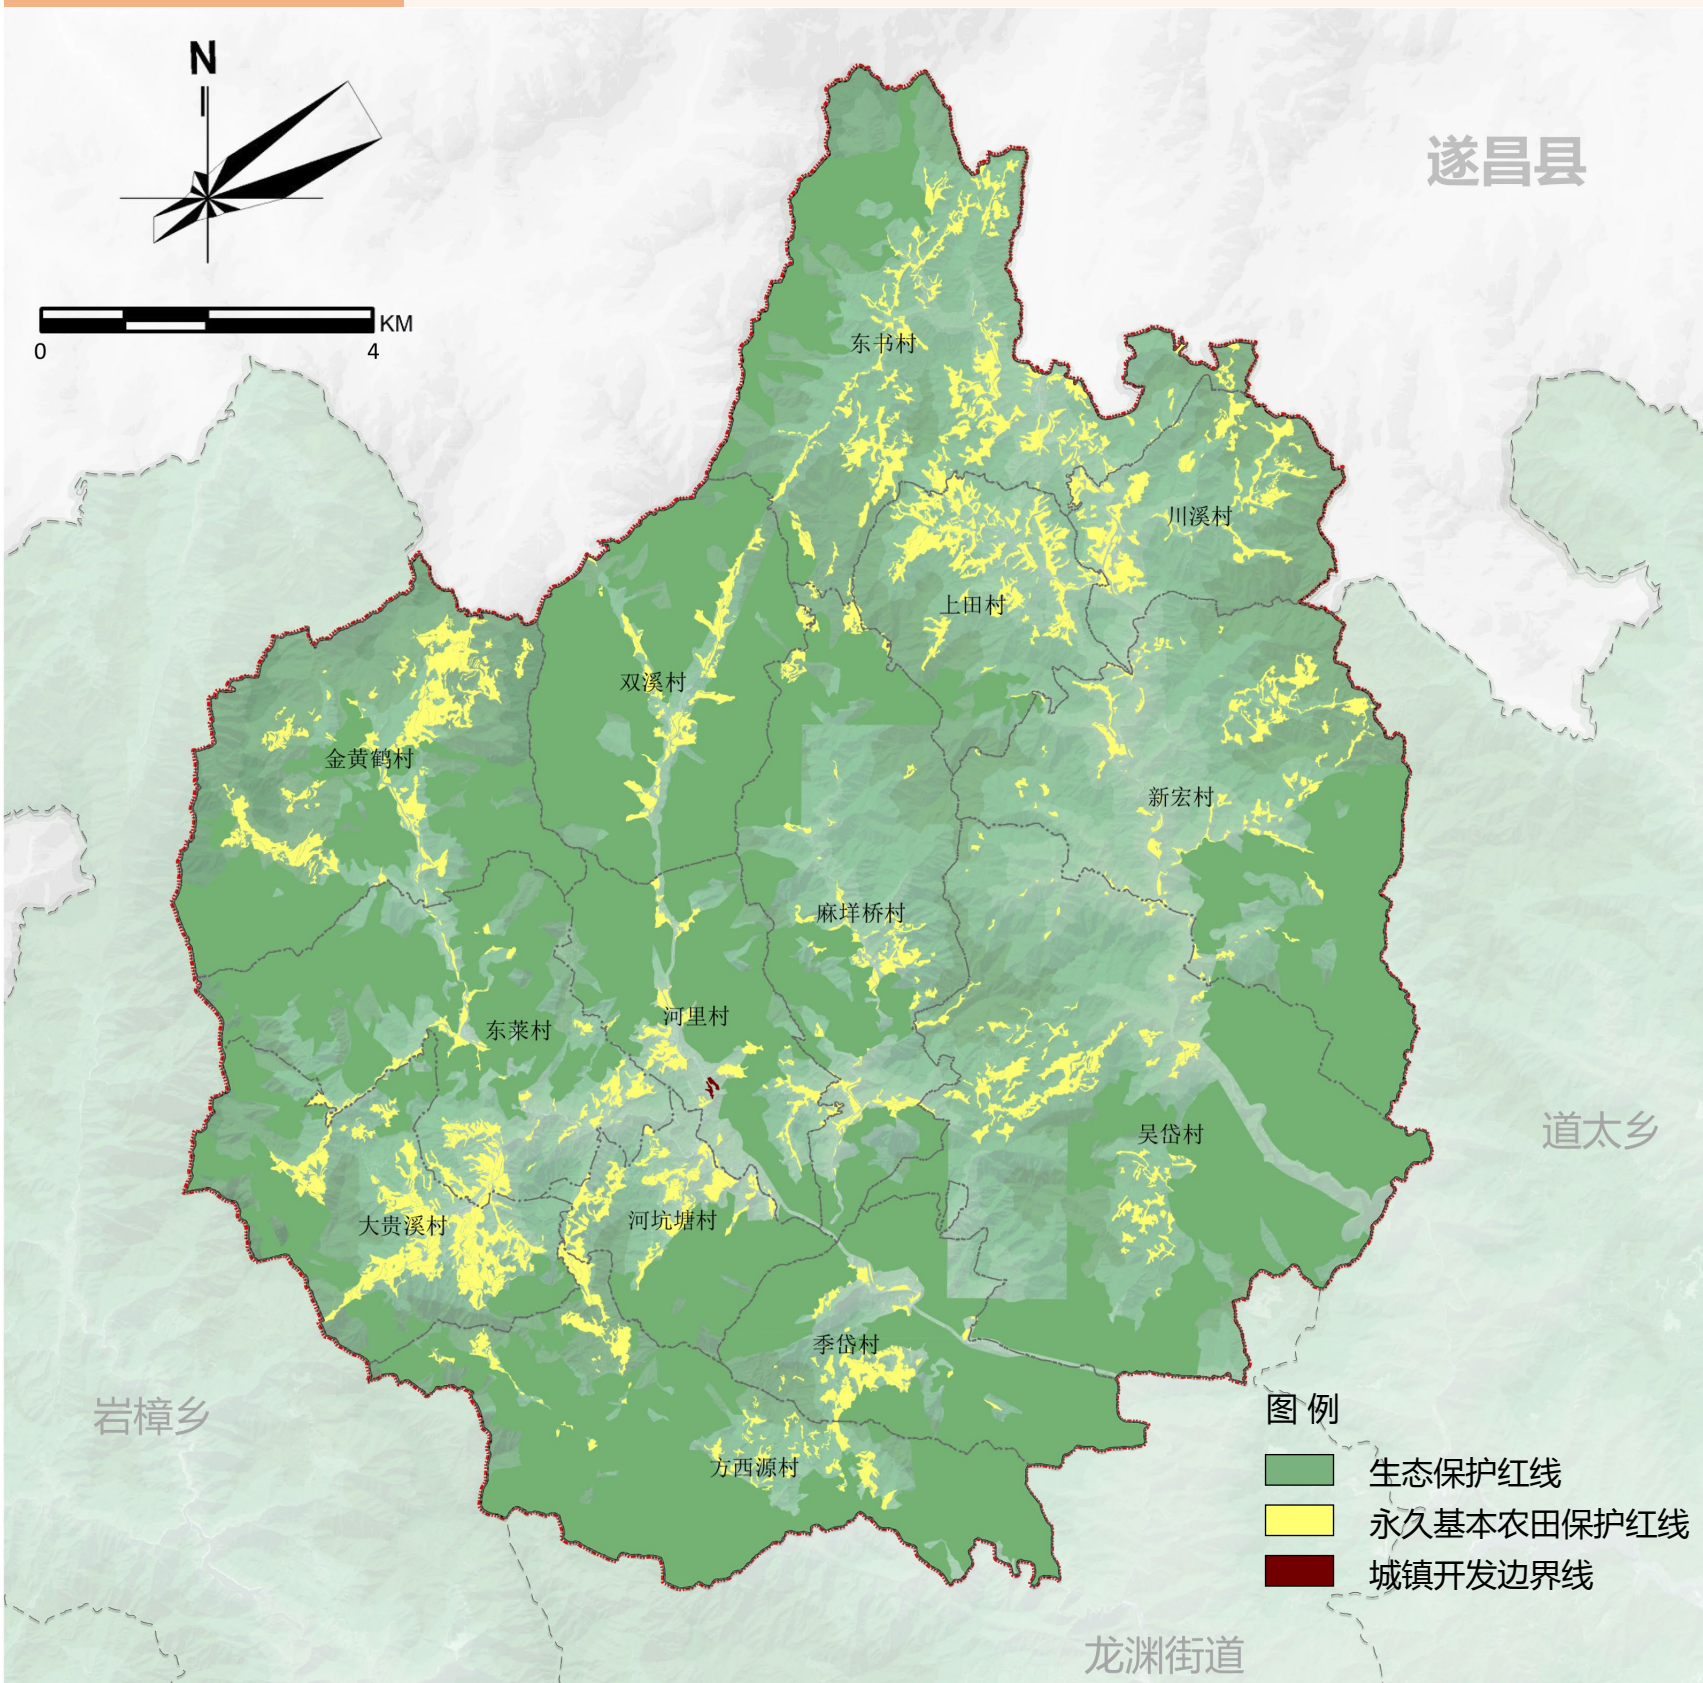 N
遂昌县
KM
0 4
东书村
川溪村
上田村
双溪村
金黄鹤村
新宏村
麻垟桥村
河里村
东莱村
吴岱村
道太乡
河坑塘村
大贵溪村
季岱村
岩樟乡
方西源村
龙渊街道
图 例
生态保护红线
永久基本农田保护红线
城镇开发边界线